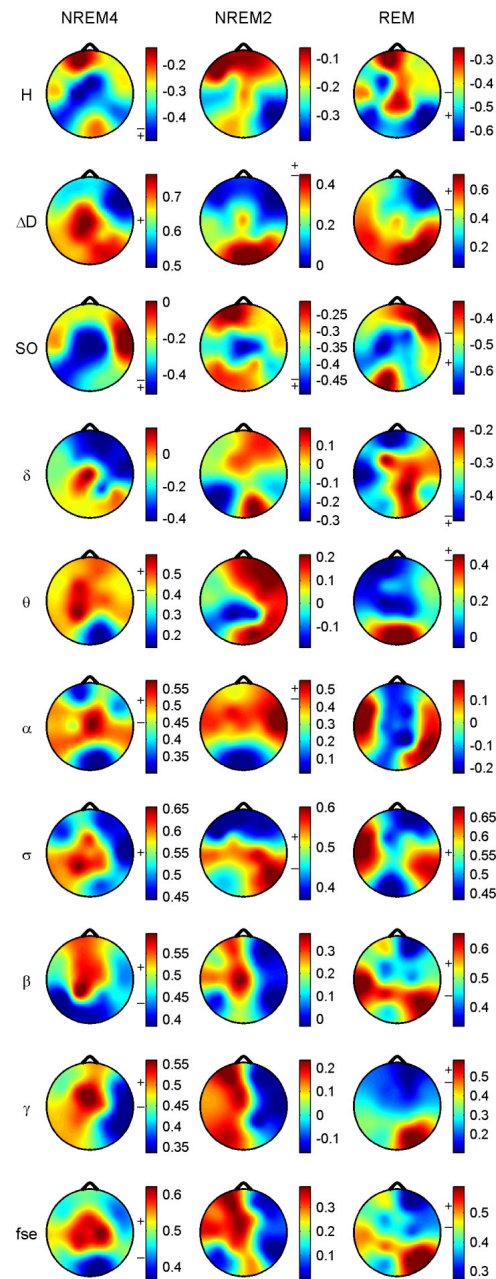 NREM4 NREM2 REM
H -0.2 -0.3 -0.4 − + -0.1 -0.3 -0.3 -0.4 − -0.5 + -0.6
ΔD 0.7 0.6 + 0.5 + − 0.4 0.2 0 0.6 + − 0.4 0.2
SO 0 -0.2 -0.4 − + -0.25 -0.30 -0.35 -0.40 − + -0.45 -0.4 − -0.5 + -0.6
δ 0 -0.2 -0.4 0.1 0 -0.1 -0.2 -0.3 -0.2 -0.3 -0.4 − +
θ 0.5 + 0.4 − 0.3 0.2 0.2 0.1 0 -0.1 + − 0.4 0.2 0
α 0.55 0.5 + 0.45 − 0.4 0.35 + − 0.5 0.4 0.3 0.2 0.1 0.1 0 -0.1 -0.2
σ 0.65 0.6 0.55 + 0.5 0.45 0.6 0.5 + − 0.4 0.65 0.6 0.55 + 0.5 0.45
β 0.55 0.5 + 0.45 − 0.4 0.3 0.2 0.1 0 0.6 0.5 + − 0.4
γ 0.55 0.5 + 0.45 − 0.4 0.35 0.2 0.1 0 -0.1 + − 0.5 0.4 0.3 0.2
fse 0.6 0.5 + 0.4 − 0.3 0.2 0.1 0.5 + 0.4 − 0.3